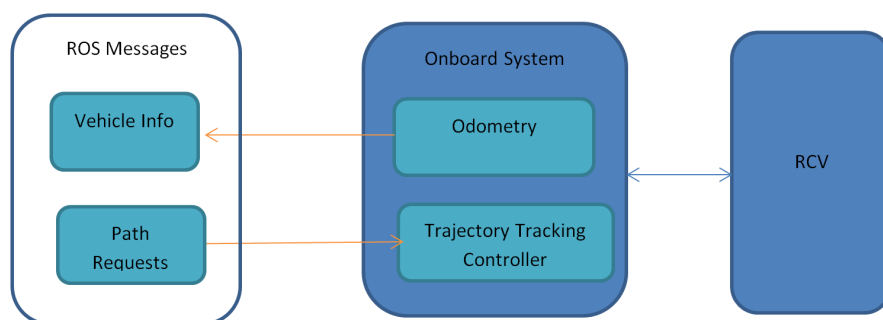 ROS Messages
Vehicle Info
Path
Requests
Onboard System
Odometry
Trajectory Tracking
Controller
RCV